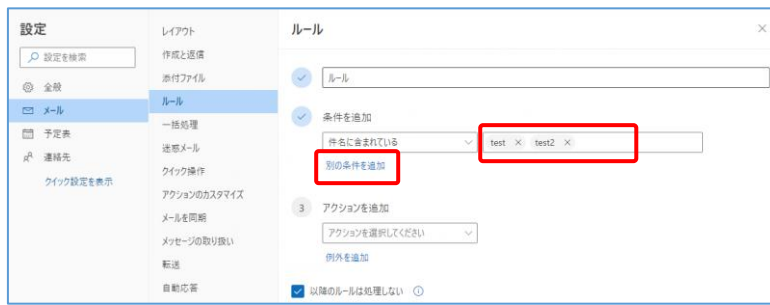 設定
設定を検索
全般
メール
予定表
連絡先
クイック設定を表示
レイアウト
作成と返信
添付ファイル
ルール
一括処理
迷惑メール
クイック操作
アクションのカスタマイズ
メールを同期
メッセージの取り扱い
転送
自動応答
ルール
ルール
条件を追加
件名に含まれている test test2
別の条件を追加
3 アクションを追加
アクションを選択してください
例外を追加
以降のルールは処理しない